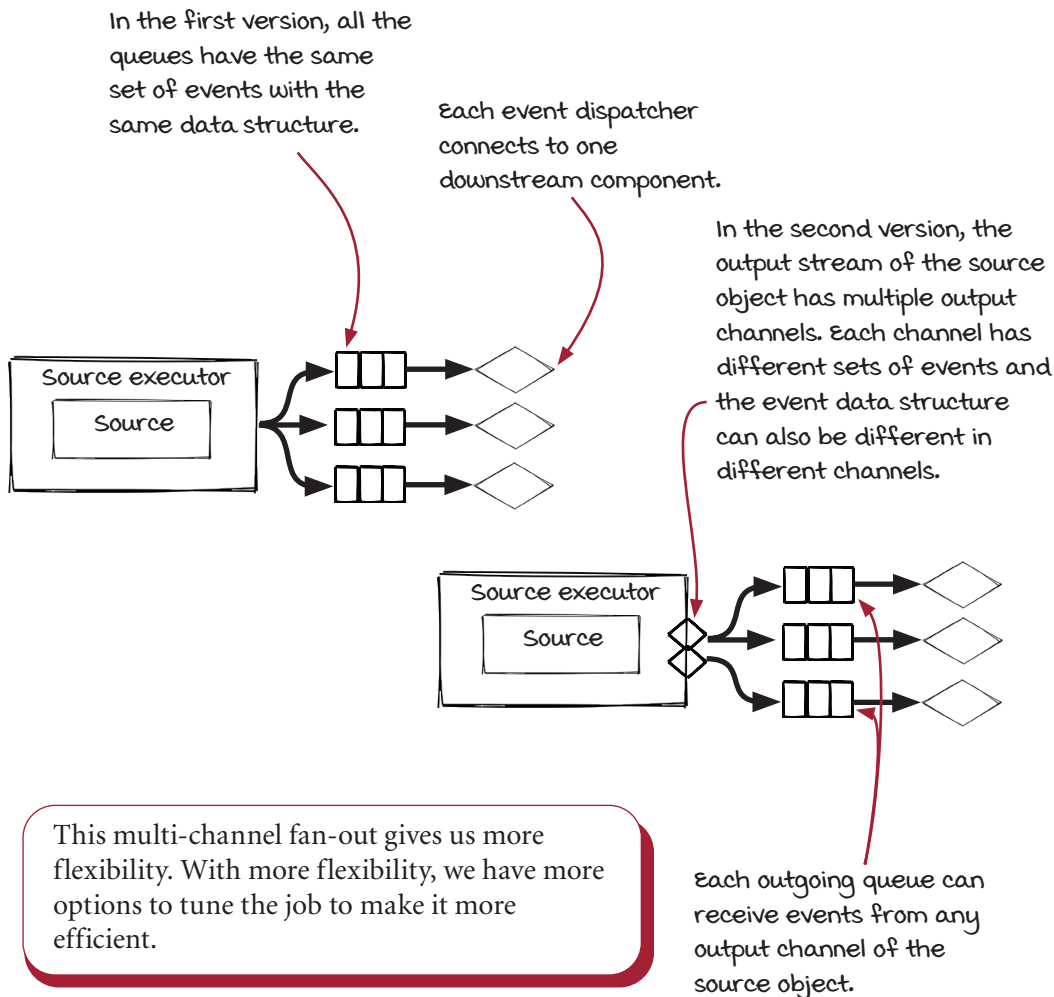 In the first version, all the
queues have the same
set of events with the
same data structure.
Each event dispatcher
connects to one
downstream component.
In the second version, the
output stream of the source
object has multiple output
channels. Each channel has
different sets of events and
the event data structure
can also be different in
different channels.
Source executor
Source
Source executor
Source
This multi-channel fan-out gives us more
flexibility. With more flexibility, we have more
options to tune the job to make it more
efficient.
Each outgoing queue can
receive events from any
output channel of the
source object.